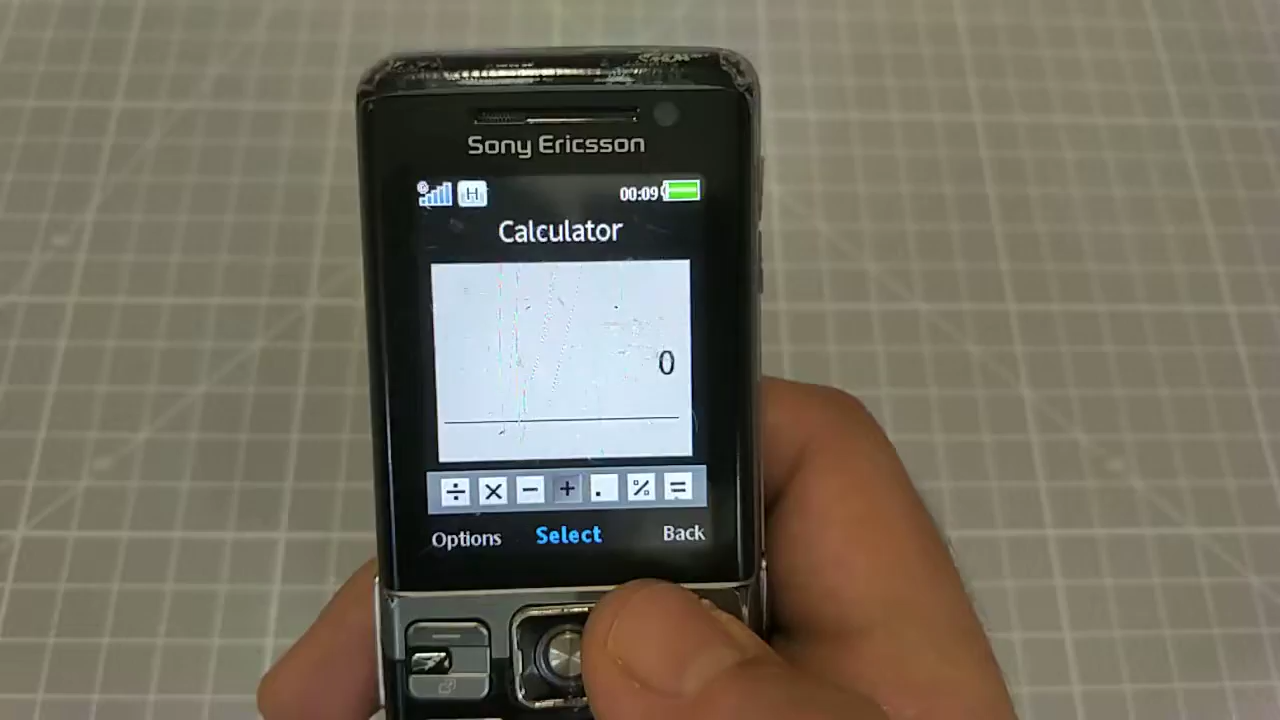 Sony Ericsson
H 00:09
Calculator
0
÷ × − + . % =
Options Select Back